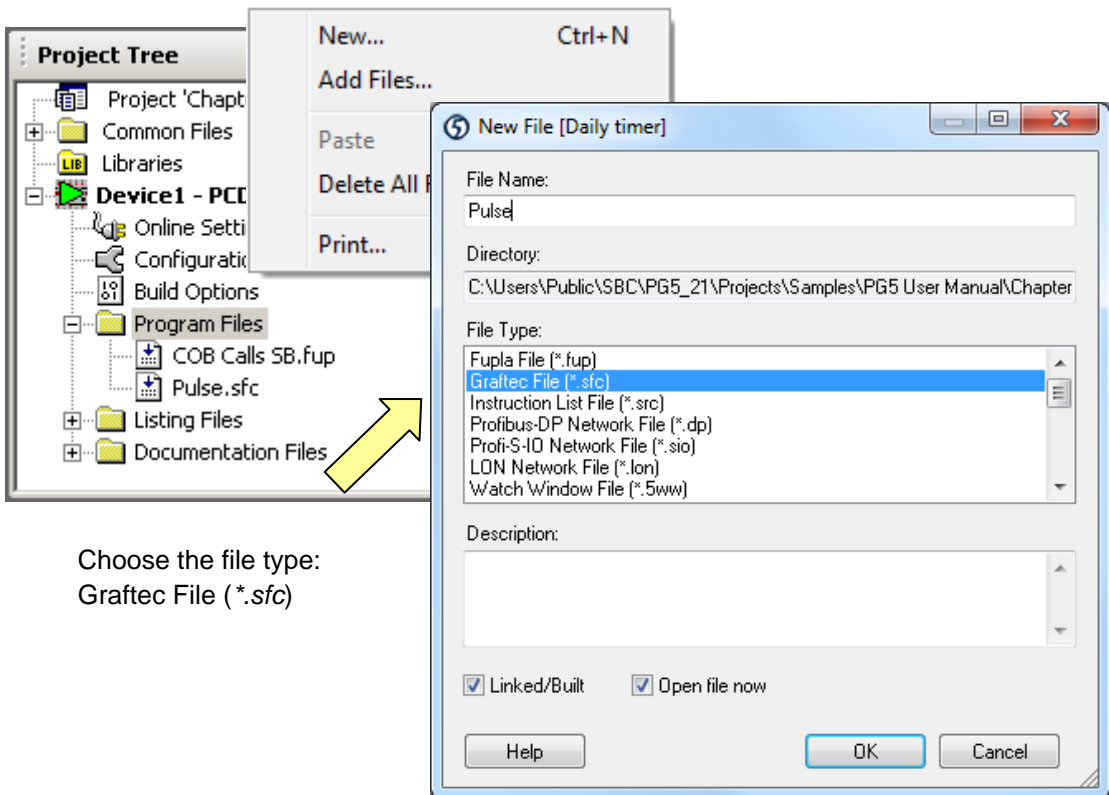 Project Tree
Project 'Chapt
Common Files
LIB Libraries
Device1 - PCD
Online Setti
Configuratic
Build Options
Program Files
COB Calls SB.fup
Pulse.sfc
Listing Files
Documentation Files
New... Ctrl+N
Add Files...
Paste
Delete All F
Print...
New File [Daily timer]
File Name:
Pulse
Directory:
C:\Users\Public\SBC\PG5_21\Projects\Samples\PG5 User Manual\Chapter
File Type:
Fupla File (*.fup)
Graftec File (*.sfc)
Instruction List File (*.src)
Profibus-DP Network File (*.dp)
Profi-S-IO Network File (*.sio)
LON Network File (*.lon)
Watch Window File (*.5ww)
Description:
Linked/Built
Open file now
Help
OK
Cancel
Choose the file type:
Graftec File (*.sfc)